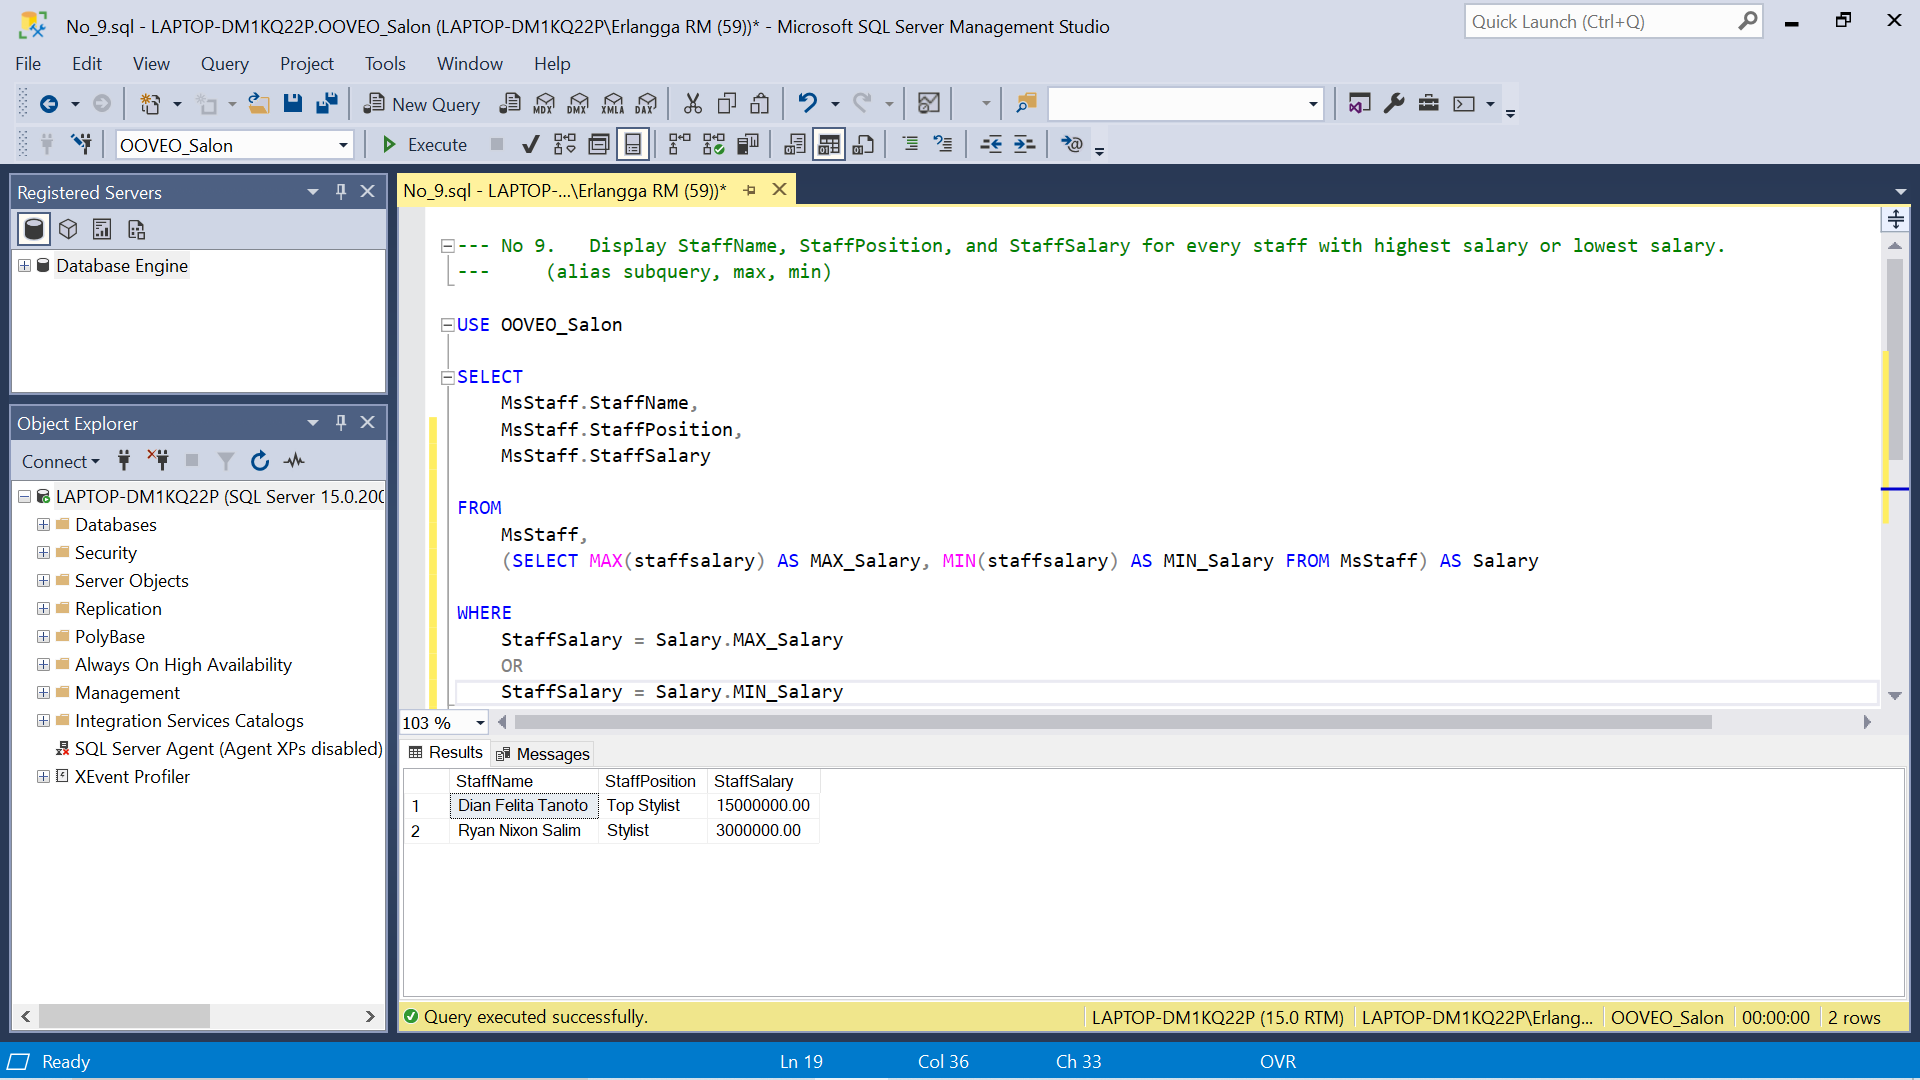 No_9.sql - LAPTOP-DM1KQ22P.OOVEO_Salon (LAPTOP-DM1KQ22P\Erlangga RM (59))* - Microsoft SQL Server Management Studio
Quick Launch (Ctrl+Q)
File Edit View Query Project Tools Window Help
New Query MDX DMX XMLA DAX
OOVEO_Salon Execute
Registered Servers
Database Engine
Object Explorer
Connect
LAPTOP-DM1KQ22P (SQL Server 15.0.200
Databases
Security
Server Objects
Replication
PolyBase
Always On High Availability
Management
Integration Services Catalogs
SQL Server Agent (Agent XPs disabled)
XEvent Profiler
No_9.sql - LAPTOP-...\Erlangga RM (59))*
--- No 9. Display StaffName, StaffPosition, and StaffSalary for every staff with highest salary or lowest salary.
--- (alias subquery, max, min)
USE OOVEO_Salon
SELECT
MsStaff.StaffName,
MsStaff.StaffPosition,
MsStaff.StaffSalary
FROM
MsStaff,
(SELECT MAX(staffsalary) AS MAX_Salary, MIN(staffsalary) AS MIN_Salary FROM MsStaff) AS Salary
WHERE
StaffSalary = Salary.MAX_Salary
OR
StaffSalary = Salary.MIN_Salary
103 %
Results Messages
StaffName StaffPosition StaffSalary
1 Dian Felita Tanoto Top Stylist 15000000.00
2 Ryan Nixon Salim Stylist 3000000.00
Query executed successfully. LAPTOP-DM1KQ22P (15.0 RTM) LAPTOP-DM1KQ22P\Erlang... OOVEO_Salon 00:00:00 2 rows
Ready Ln 19 Col 36 Ch 33 OVR